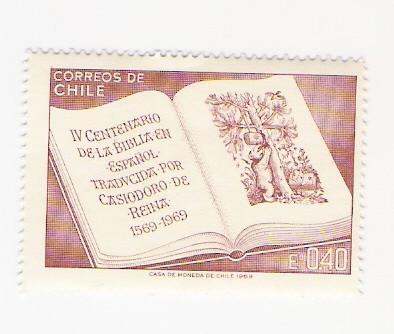 CORREOS DE
CHILE
IV CENTENARIO
DE LA BIBLIA EN
·ESPAÑOL·
TRADUCIDA·POR
CASIODORO·DE·
REINA·
1569-1969
E. 0.40
CASA DE MONEDA DE CHILE 1969